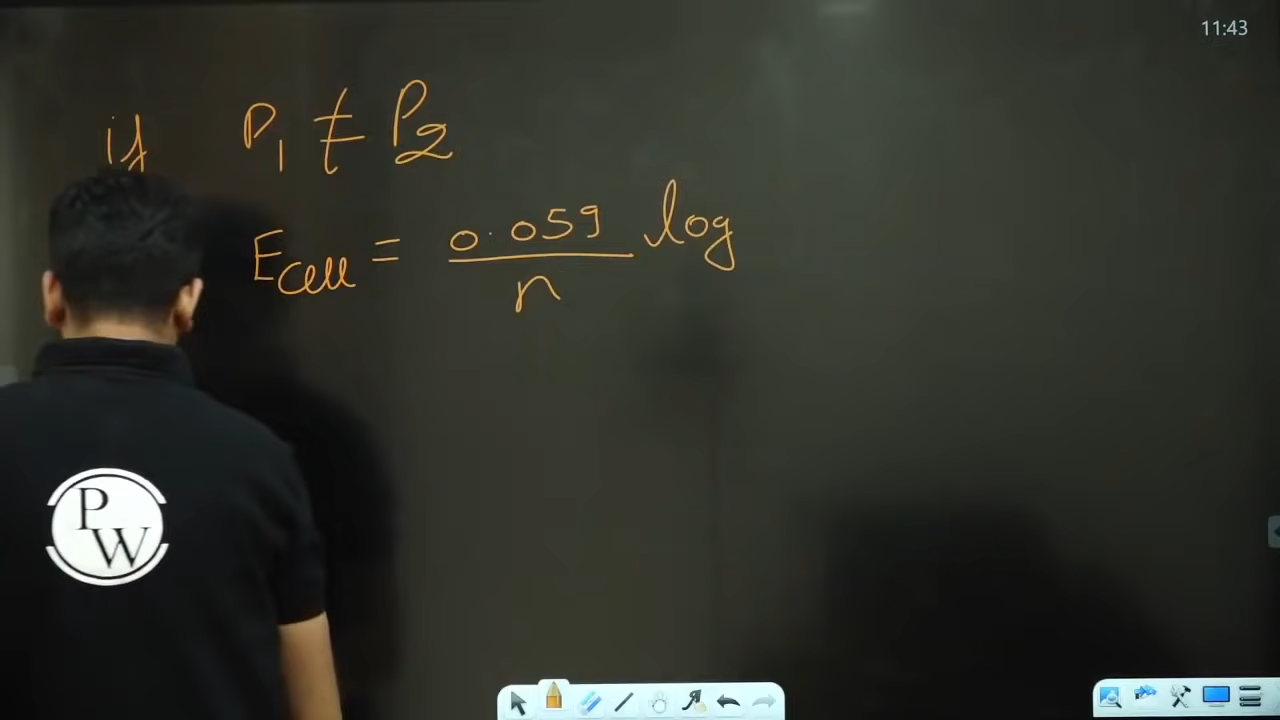 11:43
if P₁ ≠ P₂
Ecell = 0.059/n log
PW